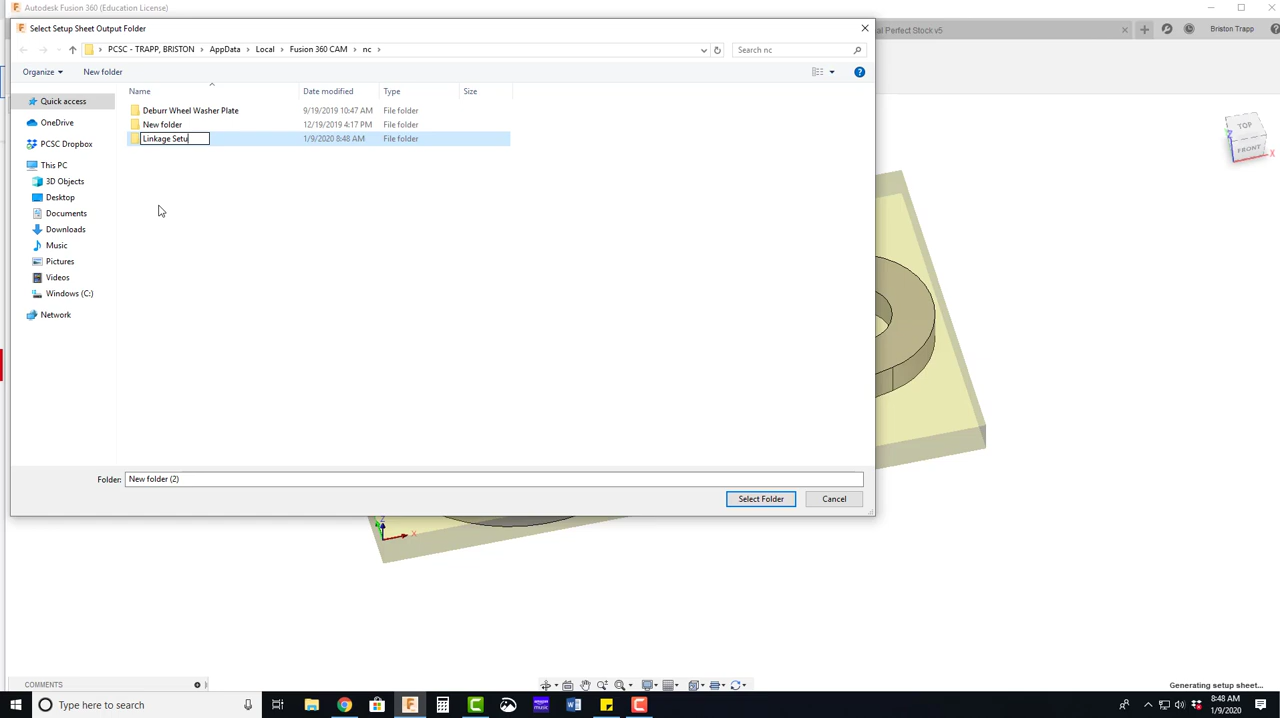 Autodesk Fusion 360 (Education License)
Select Setup Sheet Output Folder
PCSC - TRAPP, BRISTON > AppData > Local > Fusion 360 CAM > nc >
Search nc
al Perfect Stock v5
Briston Trapp
Organize
New folder
Name
Date modified
Type
Size
Quick access
OneDrive
PCSC Dropbox
This PC
3D Objects
Desktop
Documents
Downloads
Music
Pictures
Videos
Windows (C:)
Network
Deburr Wheel Washer Plate 9/19/2019 10:47 AM File folder
New folder 12/19/2019 4:17 PM File folder
Linkage Setu 1/9/2020 8:48 AM File folder
TOP
FRONT
Z
X
Folder: New folder (2)
Select Folder
Cancel
Z
X
COMMENTS
Generating setup sheet...
Type here to search
amazon music
8:48 AM
1/9/2020